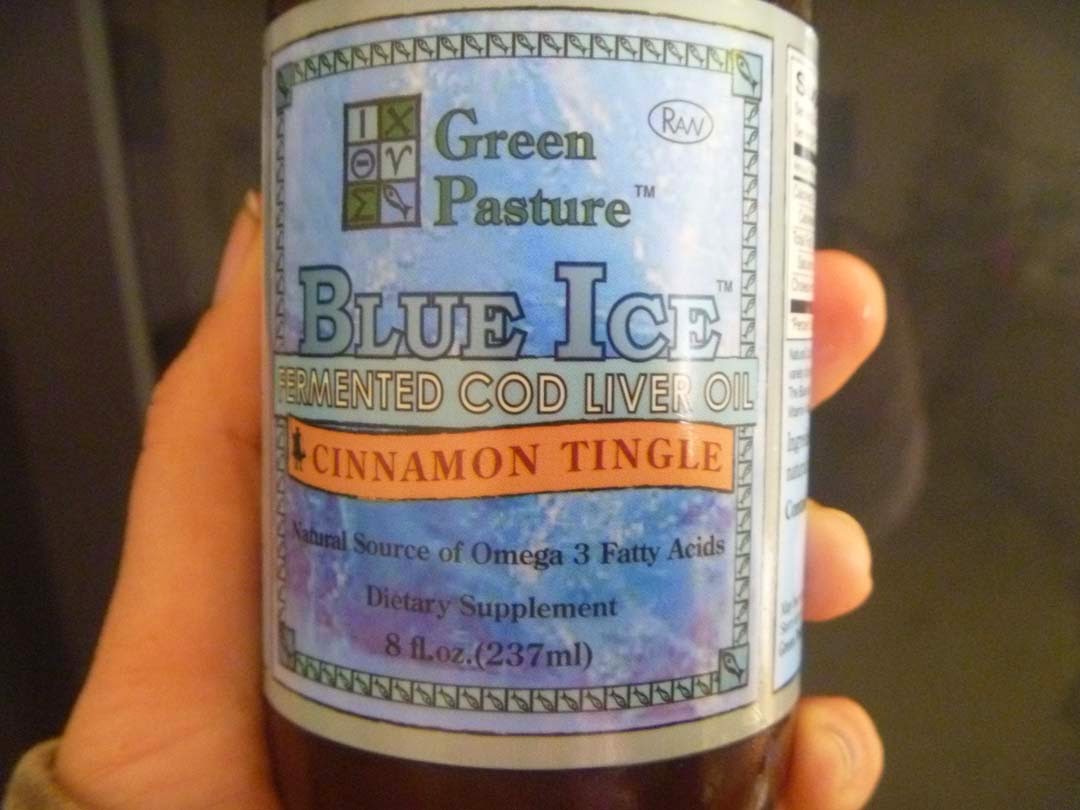 I X
Θ ϒ
Σ
Green
Pasture™
RAW
BLUE ICE™
FERMENTED COD LIVER OIL
CINNAMON TINGLE
Natural Source of Omega 3 Fatty Acids
Dietary Supplement
8 fl.oz.(237ml)